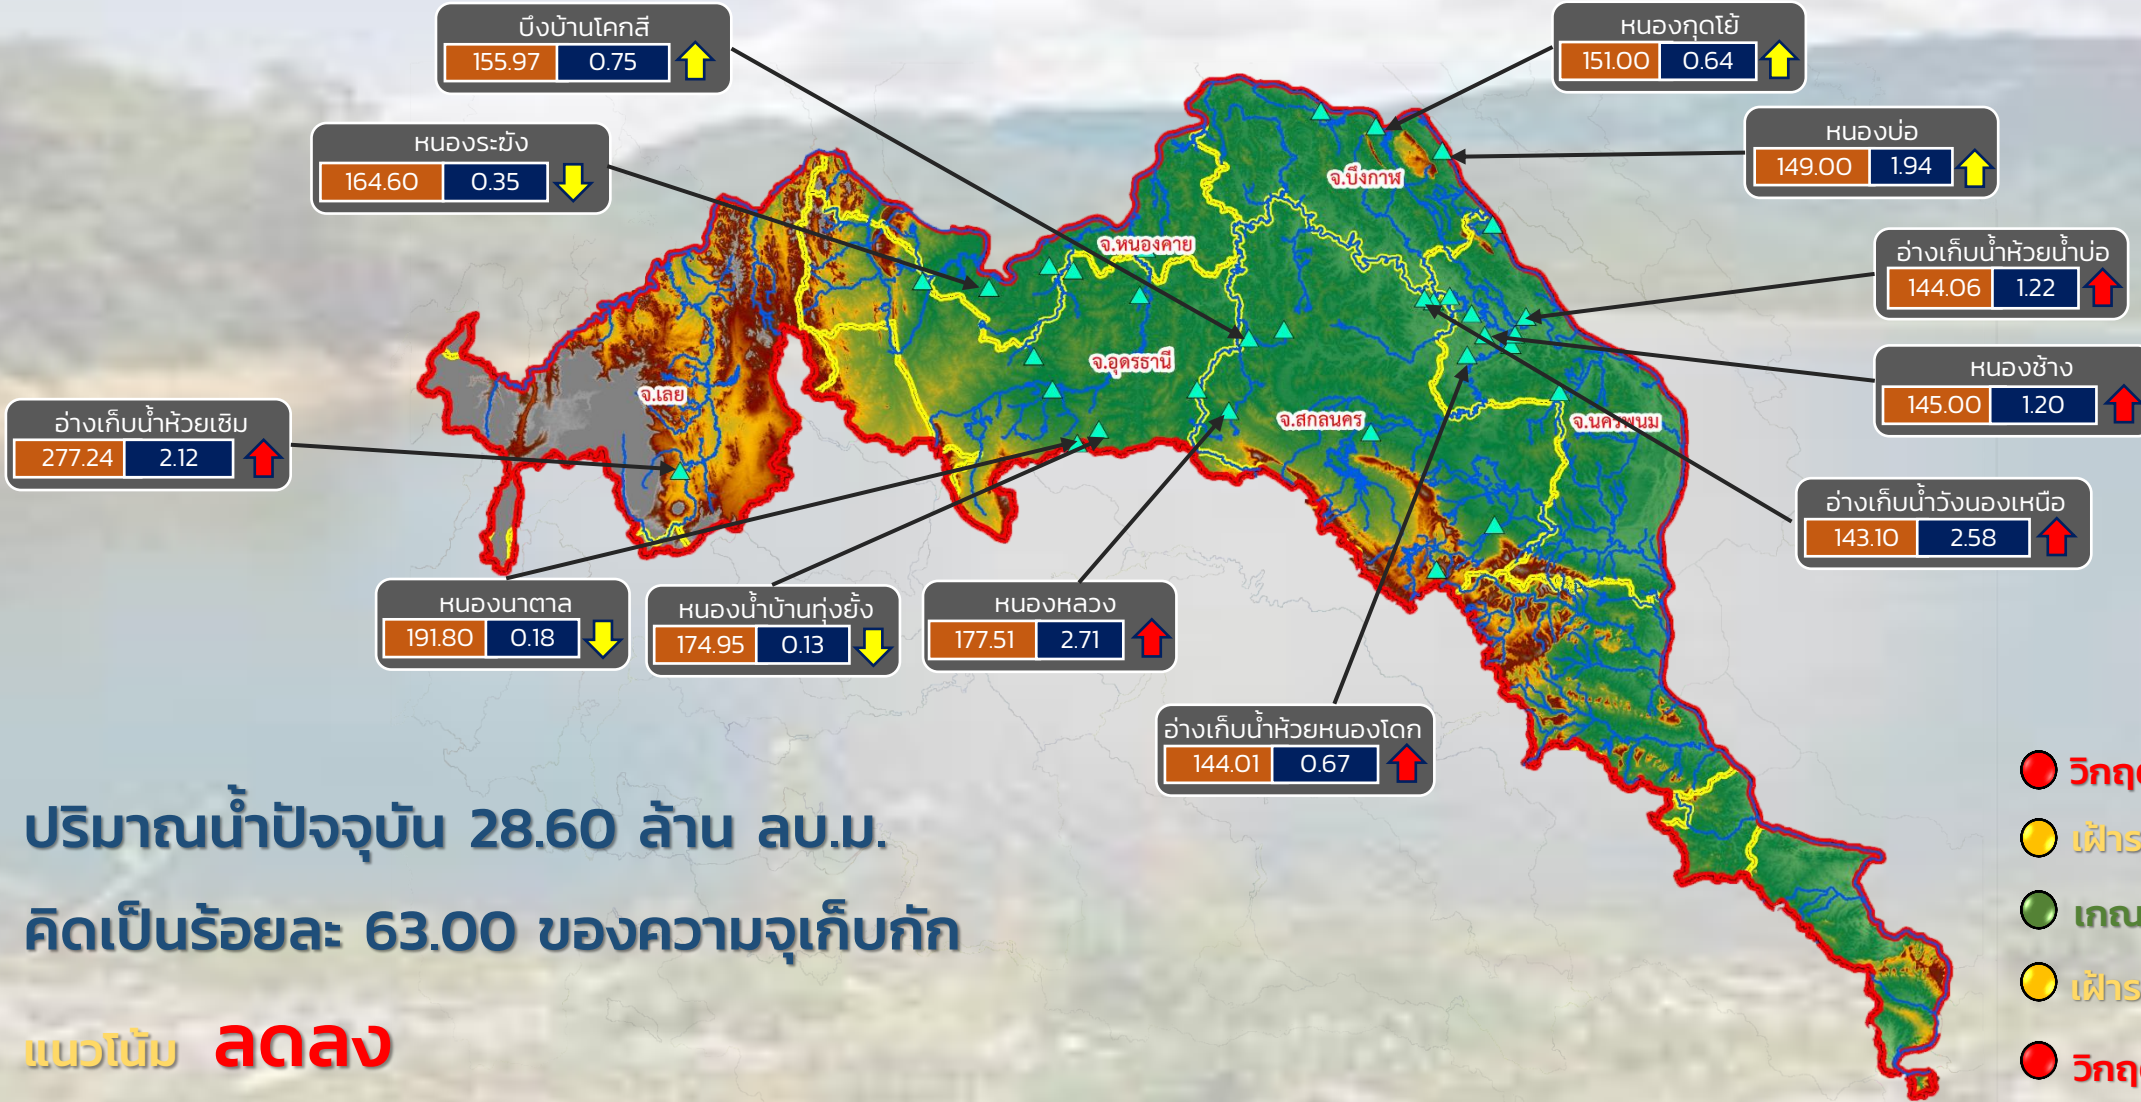 บึงบ้านโคกสี
155.97 0.75
หนองกุดโย้
151.00 0.64
หนองระฆัง
164.60 0.35
หนองบ่อ
149.00 1.94
จ.บึงกาฬ
จ.หนองคาย
อ่างเก็บน้ำห้วยน้ำบ่อ
144.06 1.22
จ.อุดรธานี
จ.เลย
หนองช้าง
145.00 1.20
อ่างเก็บน้ำห้วยเซิม
277.24 2.12
จ.สกลนคร
จ.นครพนม
อ่างเก็บน้ำวังนองเหนือ
143.10 2.58
หนองนาตาล
191.80 0.18
หนองน้ำบ้านทุ่งยั้ง
174.95 0.13
หนองหลวง
177.51 2.71
อ่างเก็บน้ำห้วยหนองโดก
144.01 0.67
ปริมาณน้ำปัจจุบัน 28.60 ล้าน ลบ.ม.
คิดเป็นร้อยละ 63.00 ของความจุเก็บกัก
แนวโน้ม ลดลง